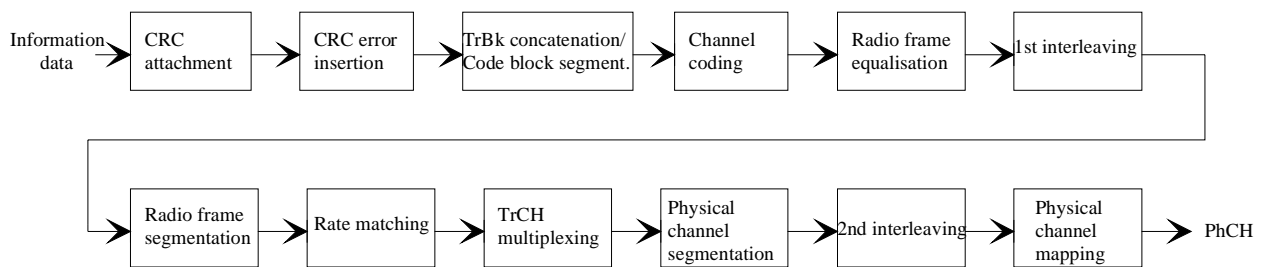 Information
data
CRC
attachment
CRC error
insertion
TrBk concatenation/
Code block segment.
Channel
coding
Radio frame
equalisation
1st interleaving
Radio frame
segmentation
Rate matching
TrCH
multiplexing
Physical
channel
segmentation
2nd interleaving
Physical
channel
mapping
PhCH